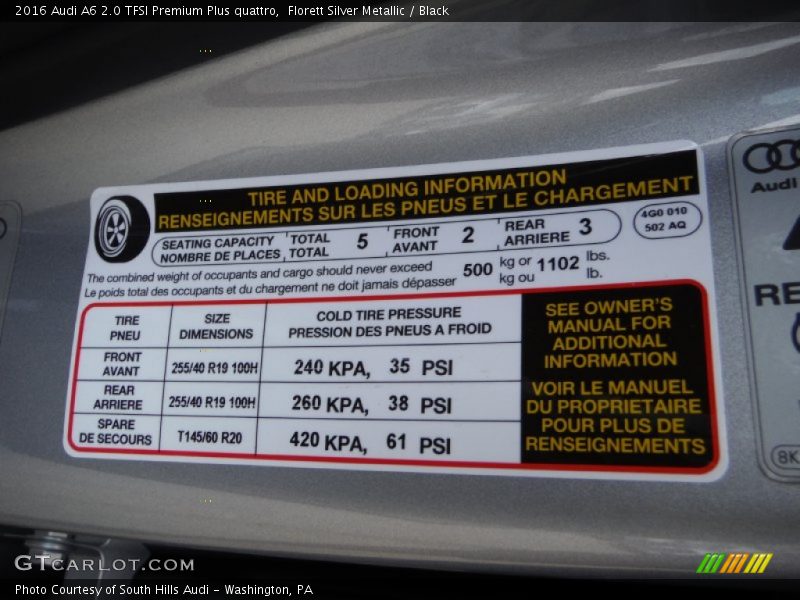 2016 Audi A6 2.0 TFSI Premium Plus quattro,  Florett Silver Metallic / Black
TIRE AND LOADING INFORMATION
RENSEIGNEMENTS SUR LES PNEUS ET LE CHARGEMENT
SEATING CAPACITY TOTAL 5 FRONT 2 REAR 3
NOMBRE DE PLACES TOTAL AVANT ARRIERE
4G0 010
502 AQ
The combined weight of occupants and cargo should never exceed 500 kg or 1102 lbs.
Le poids total des occupants et du chargement ne doit jamais dépasser kg ou lb.
TIRE SIZE COLD TIRE PRESSURE
PNEU DIMENSIONS PRESSION DES PNEUS A FROID
FRONT
AVANT 255/40 R19 100H 240 KPA, 35 PSI
REAR
ARRIERE 255/40 R19 100H 260 KPA, 38 PSI
SPARE
DE SECOURS T145/60 R20 420 KPA, 61 PSI
SEE OWNER'S
MANUAL FOR
ADDITIONAL
INFORMATION
VOIR LE MANUEL
DU PROPRIETAIRE
POUR PLUS DE
RENSEIGNEMENTS
Audi
RE
8K
GTCARLOT.COM
Photo Courtesy of South Hills Audi - Washington, PA